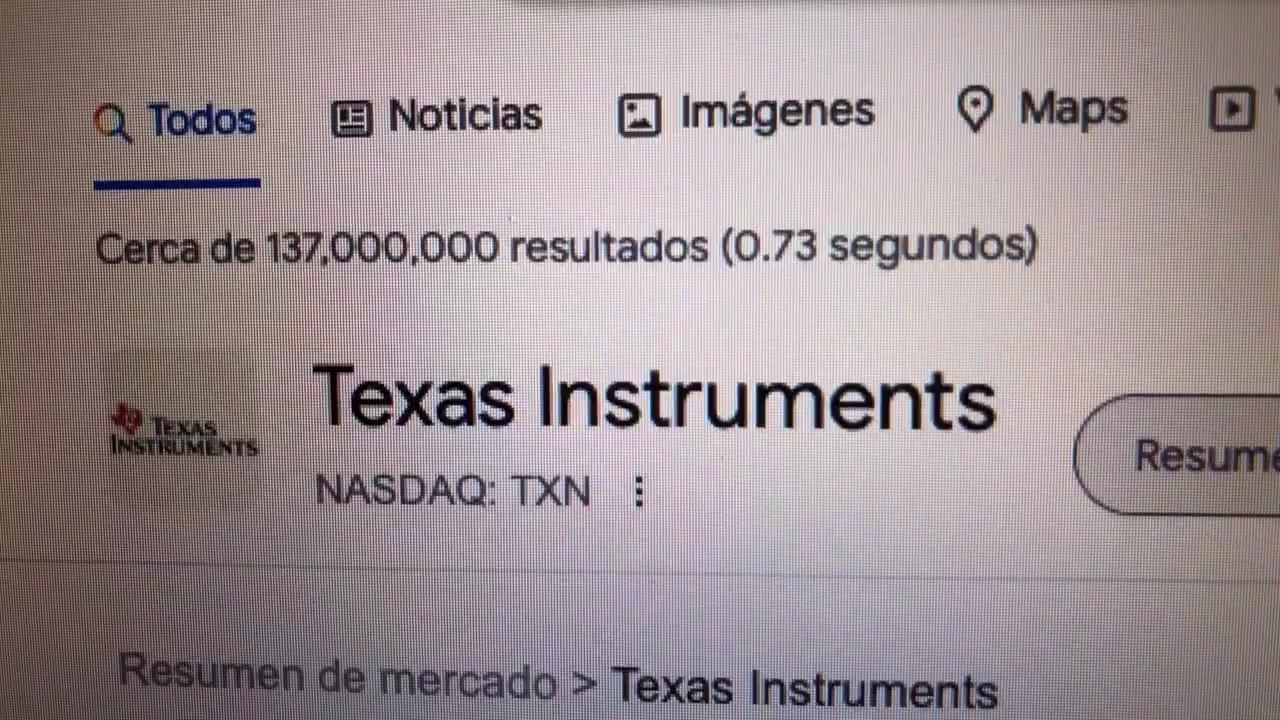 Todos Noticias Imágenes Maps
Cerca de 137,000,000 resultados (0.73 segundos)
Texas Instruments
TEXAS
INSTRUMENTS
NASDAQ: TXN
Resume
Resumen de mercado > Texas Instruments